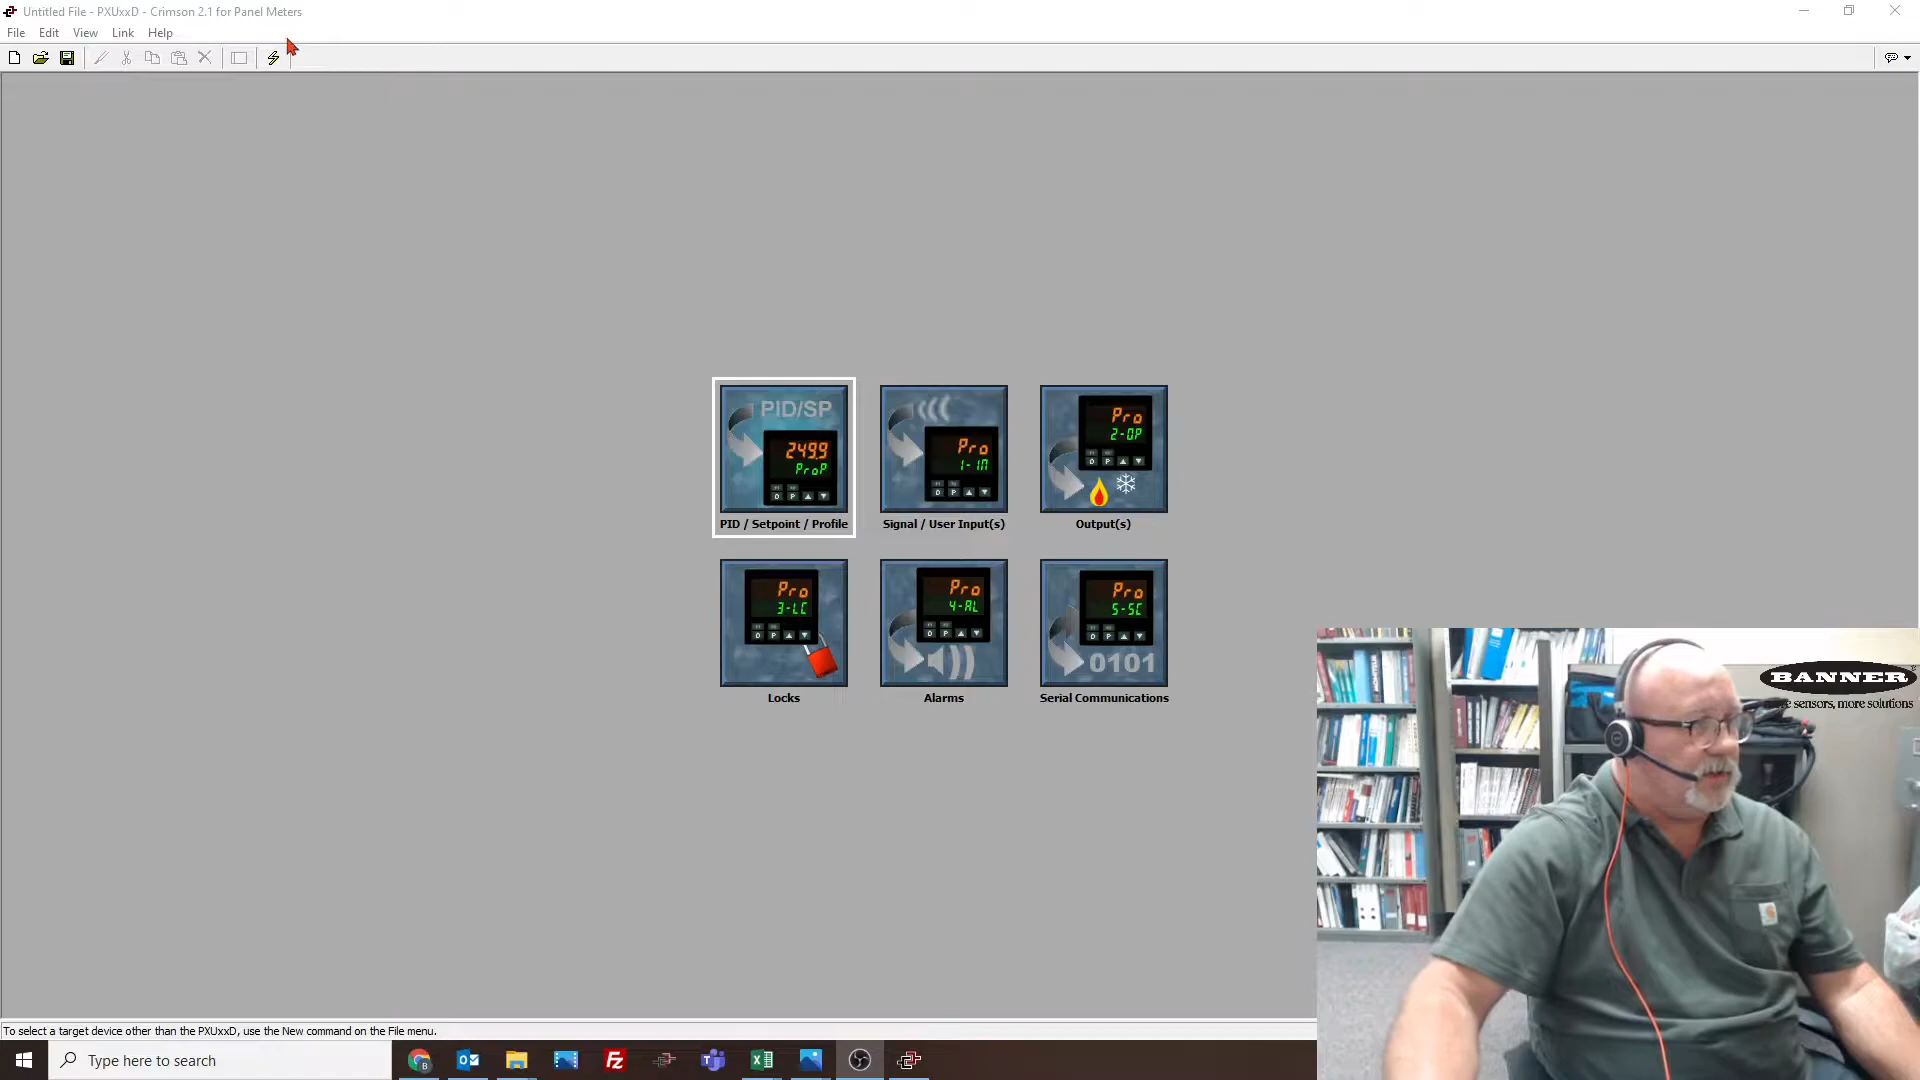 Untitled File - PXUxxD - Crimson 2.1 for Panel Meters
File Edit View Link Help
PID/SP
249.9
ProP
PID / Setpoint / Profile
Pro
1-IN
Signal / User Input(s)
Pro
2-OP
Output(s)
Pro
3-LC
Locks
Pro
4-AL
Alarms
Pro
5-SC
0101
Serial Communications
BANNER
sensors, more solutions
To select a target device other than the PXUxxD, use the New command on the File menu.
Type here to search